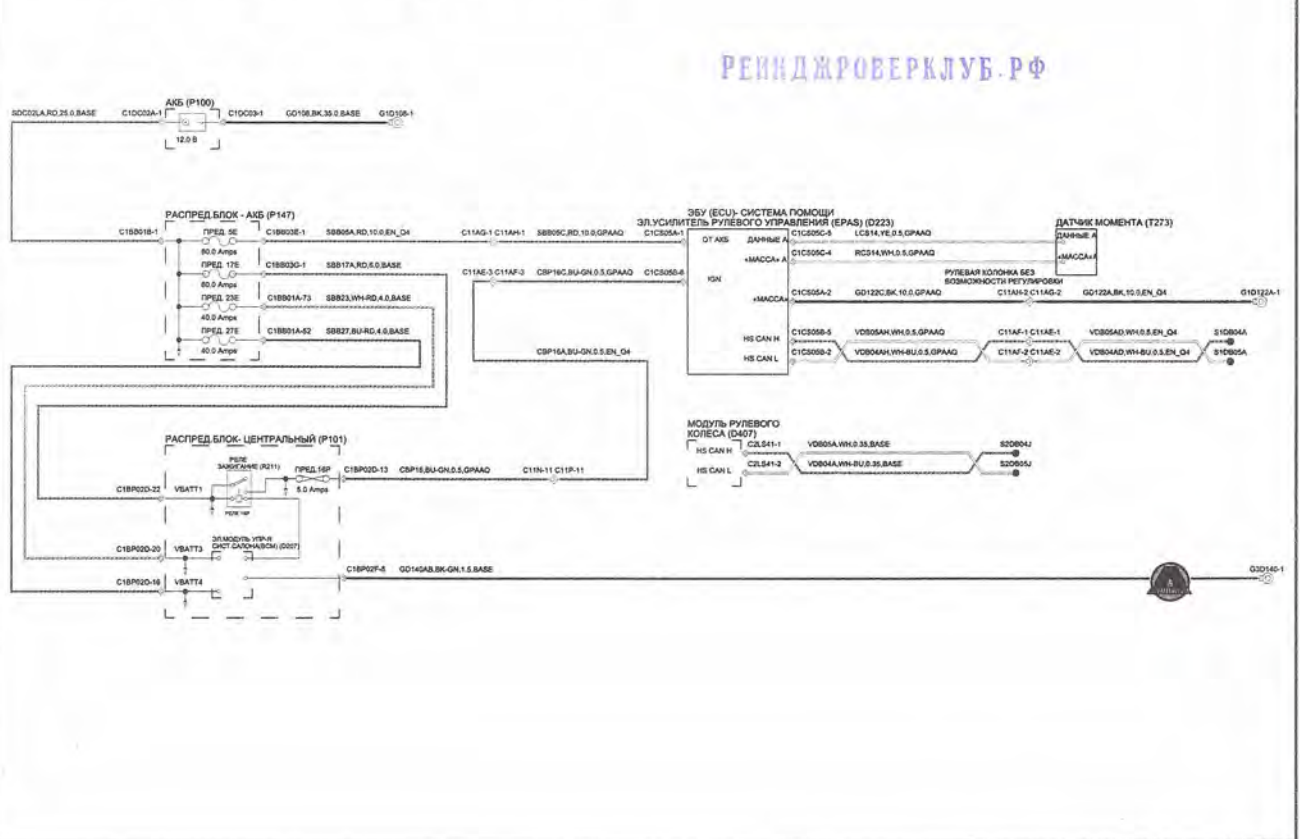 РЕЙНДЖРОВЕРКЛУБ.РФ
АКБ (P100)
SDC02LA,RD,25.0,BASE C1DC02A-1 C1DC03-1 GD108,BK,35.0,BASE G1D108-1
12.0 В
РАСПРЕД.БЛОК - АКБ (P147)
C1BB01B-1 ПРЕД. 5E C1BB03E-1 SBB05A,RD,10.0,EN_Q4 C11AG-1 C11AH-1 SBB05C,RD,10.0,GPAAQ C1CS05A-1
ПРЕД. 17E C1BB03G-1 SBB17A,RD,6.0,BASE
60.0 Amps
ПРЕД. 23E C1BB01A-73 SBB23,WH-RD,4.0,BASE
40.0 Amps
ПРЕД. 27E C1BB01A-52 SBB27,BU-RD,4.0,BASE
40.0 Amps
C11AE-3 C11AF-3 CBP16C,BU-GN,0.5,GPAAQ
CBP16A,BU-GN,0.5,EN_Q4
ЭБУ (ECU)- СИСТЕМА ПОМОЩИ
ЭЛ.УСИЛИТЕЛЬ РУЛЕВОГО УПРАВЛЕНИЯ (EPAS) (D223)
ОТ АКБ ДАННЫЕ A C1CS05C-5 LCS14,YE,0.5,GPAAQ
«МАССА» A C1CS05C-4 RCS14,WH,0.5,GPAAQ
IGN
ДАТЧИК МОМЕНТА (T273)
ДАННЫЕ A
«МАССА»A
РУЛЕВАЯ КОЛОНКА БЕЗ
ВОЗМОЖНОСТИ РЕГУЛИРОВКИ
«МАССА» C1CS05A-2 GD122C,BK,10.0,GPAAQ C11AH-2 C11AG-2 GD122A,BK,10.0,EN_Q4 G1D122A-1
HS CAN H C1CS05B-5 VDB05AH,WH,0.5,GPAAQ C11AF-1 C11AE-1 VDB05AD,WH,0.5,EN_Q4 S1DB04A
HS CAN L C1CS05B-2 VDB04AH,WH-BU,0.5,GPAAQ C11AF-2 C11AE-2 VDB04AD,WH-BU,0.5,EN_Q4 S1DB05A
МОДУЛЬ РУЛЕВОГО
КОЛЕСА (D407)
HS CAN H C2LS41-1 VDB05A,WH,0.35,BASE S2DB04J
HS CAN L C2LS41-2 VDB04A,WH-BU,0.35,BASE S2DB05J
РАСПРЕД.БЛОК- ЦЕНТРАЛЬНЫЙ (P101)
РЕЛЕ
ЗАЖИГАНИЕ (R211) ПРЕД.16P C1BP02D-13 CBP16,BU-GN,0.5,GPAAQ C11N-11 C11P-11
5.0 Amps
C1BP02D-22 VBATT1
ЭЛ.МОДУЛЬ УПР-Я
СИСТ.САЛОНА(BCM) (D207)
C1BP02D-20 VBATT3
C1BP02D-16 VBATT4 C1BP02F-5 GD140AB,BK-GN,1.5,BASE G3D140-1